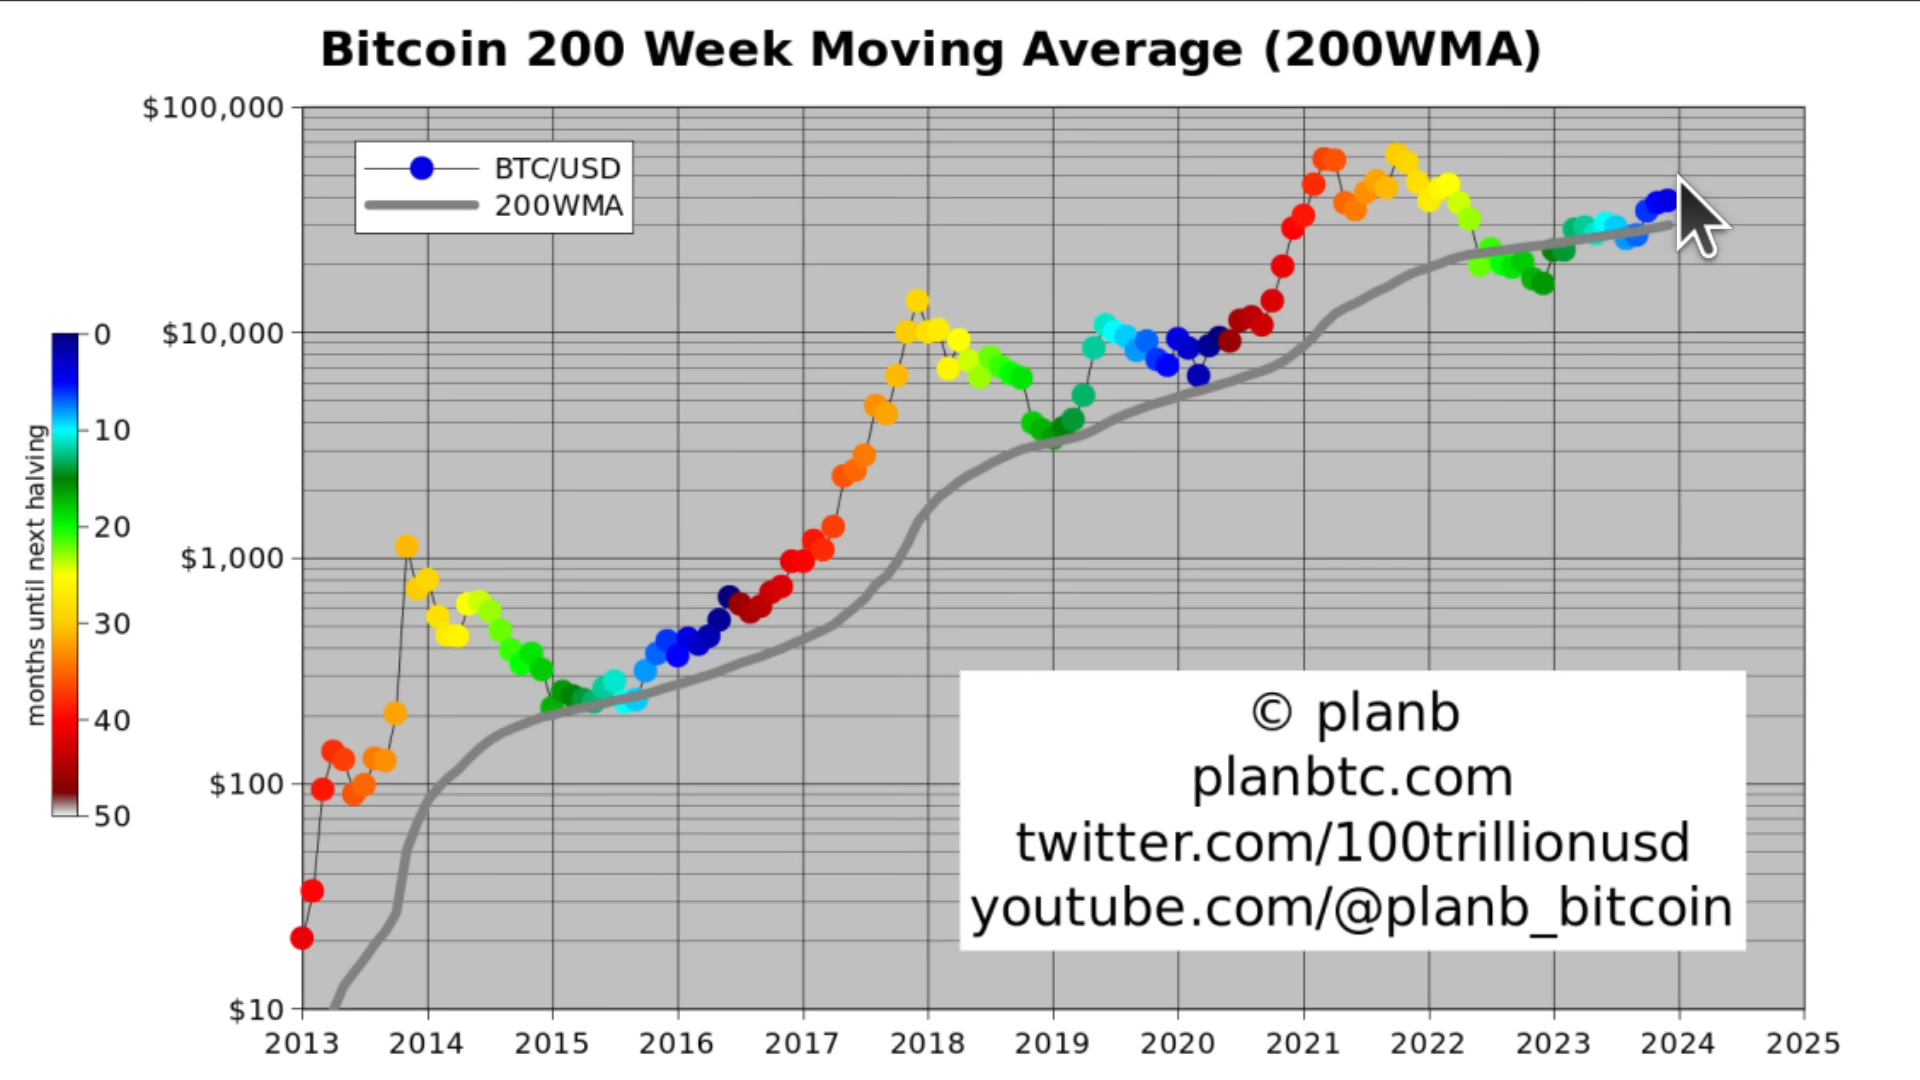 Bitcoin 200 Week Moving Average (200WMA)
$100,000
BTC/USD
200WMA
$10,000
$1,000
$100
$10
0
10
20
30
40
50
months until next halving
© planb
planbtc.com
twitter.com/100trillionusd
youtube.com/@planb_bitcoin
2013 2014 2015 2016 2017 2018 2019 2020 2021 2022 2023 2024 2025